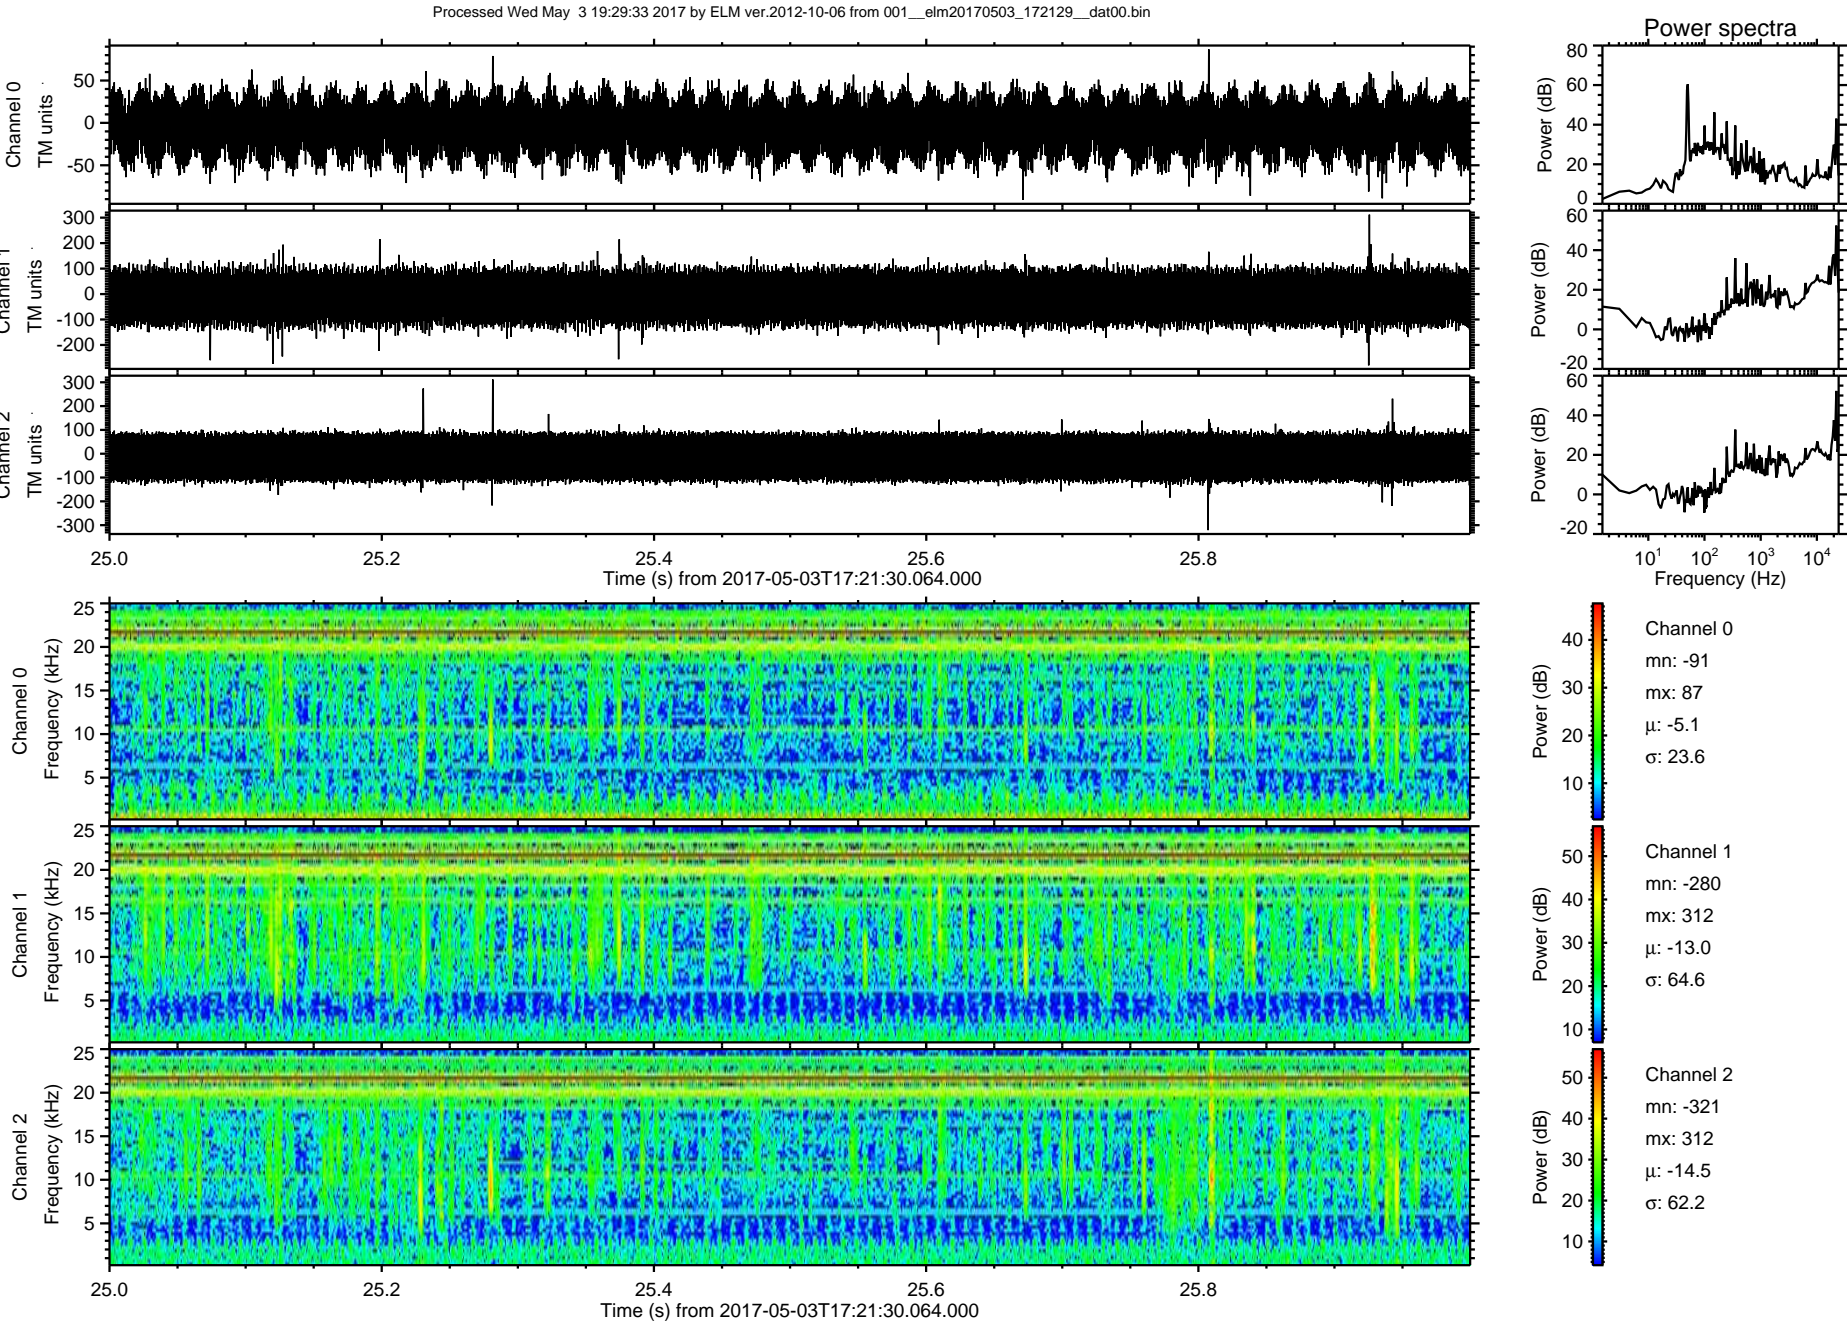 Processed Wed May  3 19:29:33 2017 by ELM ver.2012-10-06 from 001__elm20170503_172129__dat00.bin
Power spectra
Channel 0
TM units
50
0
-50
Power (dB)
80
60
40
20
0
Channel 1
TM units
300
200
100
0
-100
-200
Power (dB)
60
40
20
0
-20
Channel 2
TM units
300
200
100
0
-100
-200
-300
Power (dB)
60
40
20
0
-20
25.0 25.2 25.4 25.6 25.8
Time (s) from 2017-05-03T17:21:30.064.000
10^1 10^2 10^3 10^4
Frequency (Hz)
Channel 0
Frequency (kHz)
25
20
15
10
5
Power (dB)
40
30
20
10
Channel 0
mn: -91
mx: 87
μ: -5.1
σ: 23.6
Channel 1
Frequency (kHz)
25
20
15
10
5
Power (dB)
50
40
30
20
10
Channel 1
mn: -280
mx: 312
μ: -13.0
σ: 64.6
Channel 2
Frequency (kHz)
25
20
15
10
5
Power (dB)
50
40
30
20
10
Channel 2
mn: -321
mx: 312
μ: -14.5
σ: 62.2
25.0 25.2 25.4 25.6 25.8
Time (s) from 2017-05-03T17:21:30.064.000